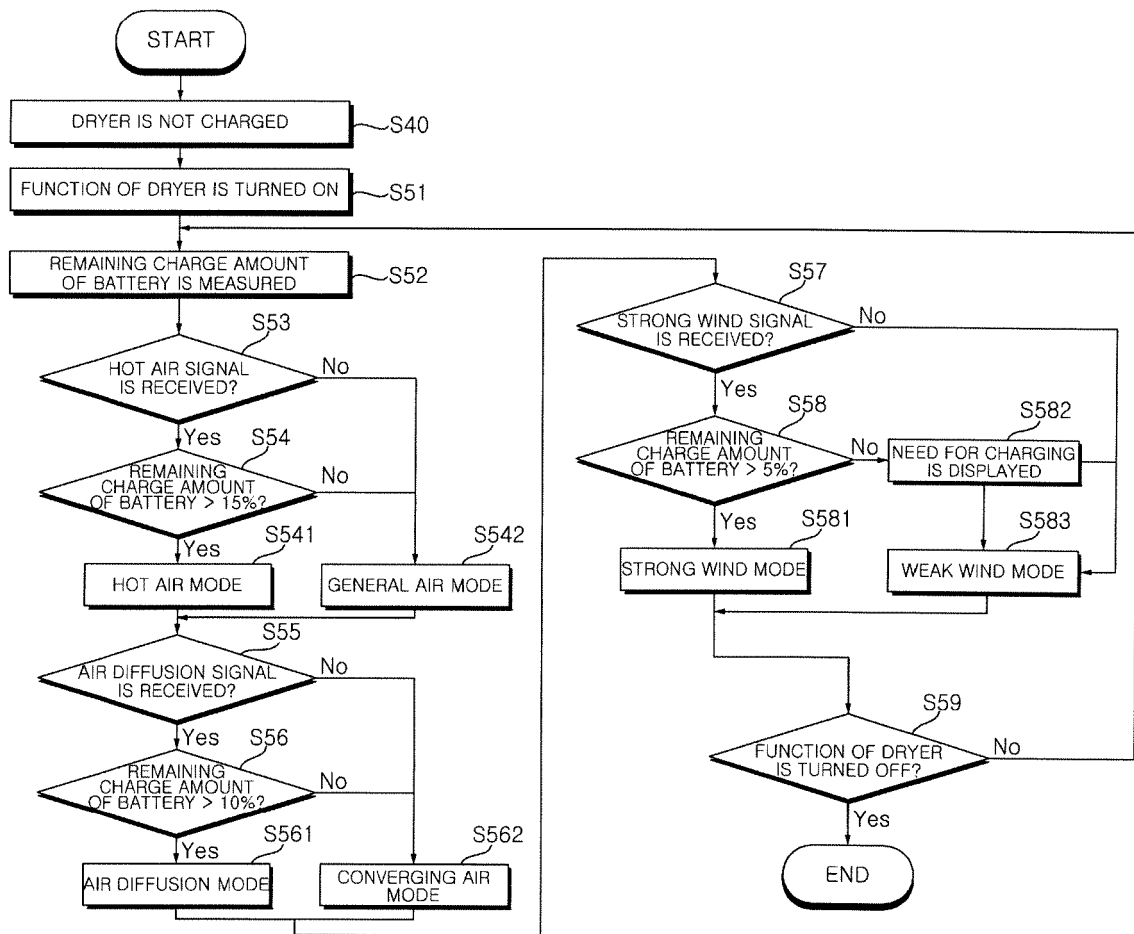 START
DRYER IS NOT CHARGED
S40
FUNCTION OF DRYER IS TURNED ON
S51
REMAINING CHARGE AMOUNT
OF BATTERY IS MEASURED
S52
S53
HOT AIR SIGNAL
IS RECEIVED?
No
Yes
S54
REMAINING
CHARGE AMOUNT
OF BATTERY > 15%?
No
Yes
S541
HOT AIR MODE
S542
GENERAL AIR MODE
S55
AIR DIFFUSION SIGNAL
IS RECEIVED?
No
Yes
S56
REMAINING
CHARGE AMOUNT
OF BATTERY > 10%?
No
Yes
S561
AIR DIFFUSION MODE
S562
CONVERGING AIR
MODE
S57
STRONG WIND SIGNAL
IS RECEIVED?
No
Yes
S58
REMAINING
CHARGE AMOUNT
OF BATTERY > 5%?
No
S582
NEED FOR CHARGING
IS DISPLAYED
Yes
S581
STRONG WIND MODE
S583
WEAK WIND MODE
S59
FUNCTION OF DRYER
IS TURNED OFF?
No
Yes
END